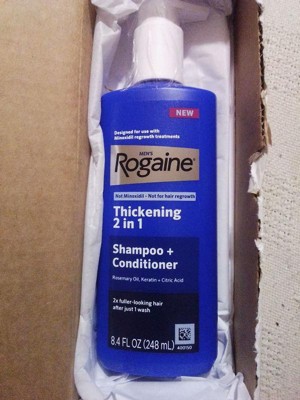 NEW
Designed for use with
Minoxidil regrowth treatments
MEN'S
Rogaine®
Not Minoxidil - Not for hair regrowth
Thickening
2 in 1
Shampoo +
Conditioner
Rosemary Oil, Keratin + Citric Acid
2x fuller-looking hair
after just 1 wash
8.4 FL OZ (248 mL)